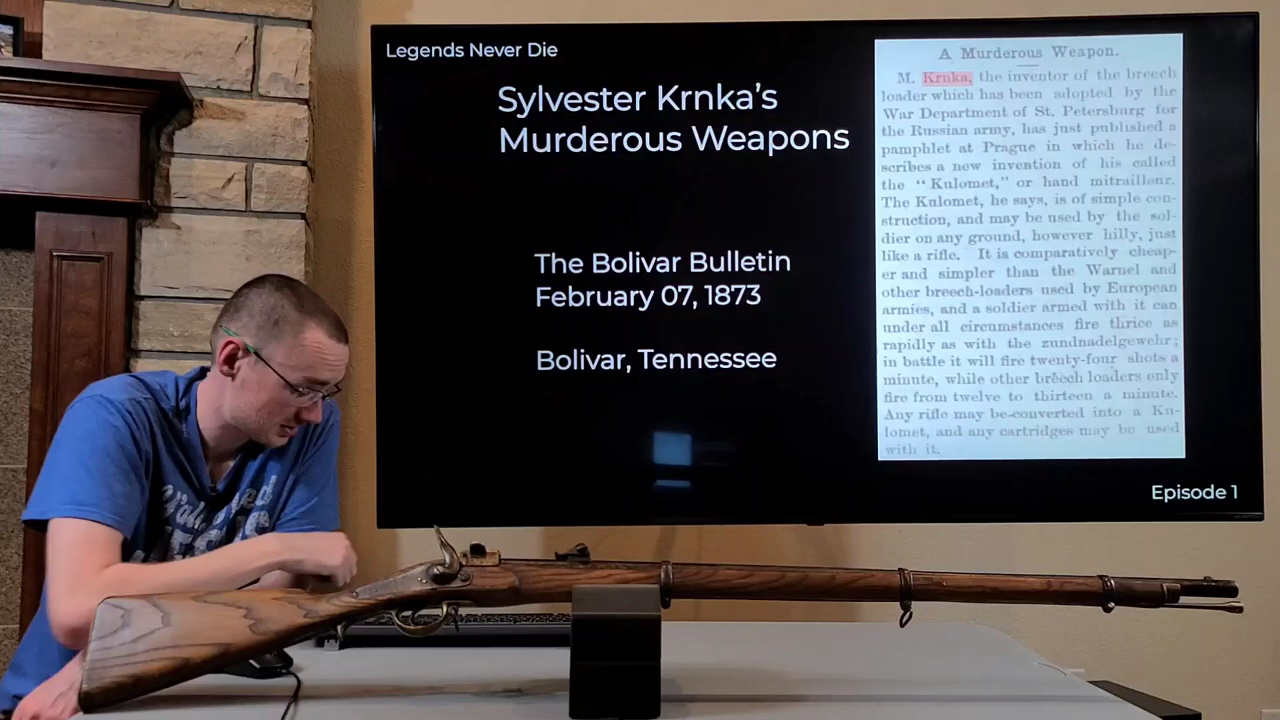 Legends Never Die
Sylvester Krnka's
Murderous Weapons
The Bolivar Bulletin
February 07, 1873
Bolivar, Tennessee
A Murderous Weapon.
M. Krnka, the inventor of the breech
loader which has been adopted by the
War Department of St. Petersburg for
the Russian army, has just published a
pamphlet at Prague in which he de-
scribes a new invention of his called
the "Kulomet," or hand mitrailleur.
The Kulomet, he says, is of simple con-
struction, and may be used by the sol-
dier on any ground, however hilly, just
like a rifle. It is comparatively cheap-
er and simpler than the Warnel and
other breech-loaders used by European
armies, and a soldier armed with it can
under all circumstances fire thrice as
rapidly as with the zundnadelgewehr;
in battle it will fire twenty-four shots a
minute, while other breech loaders only
fire from twelve to thirteen a minute.
Any rifle may be converted into a Ku-
lomet, and any cartridges may be used
with it.
Episode 1